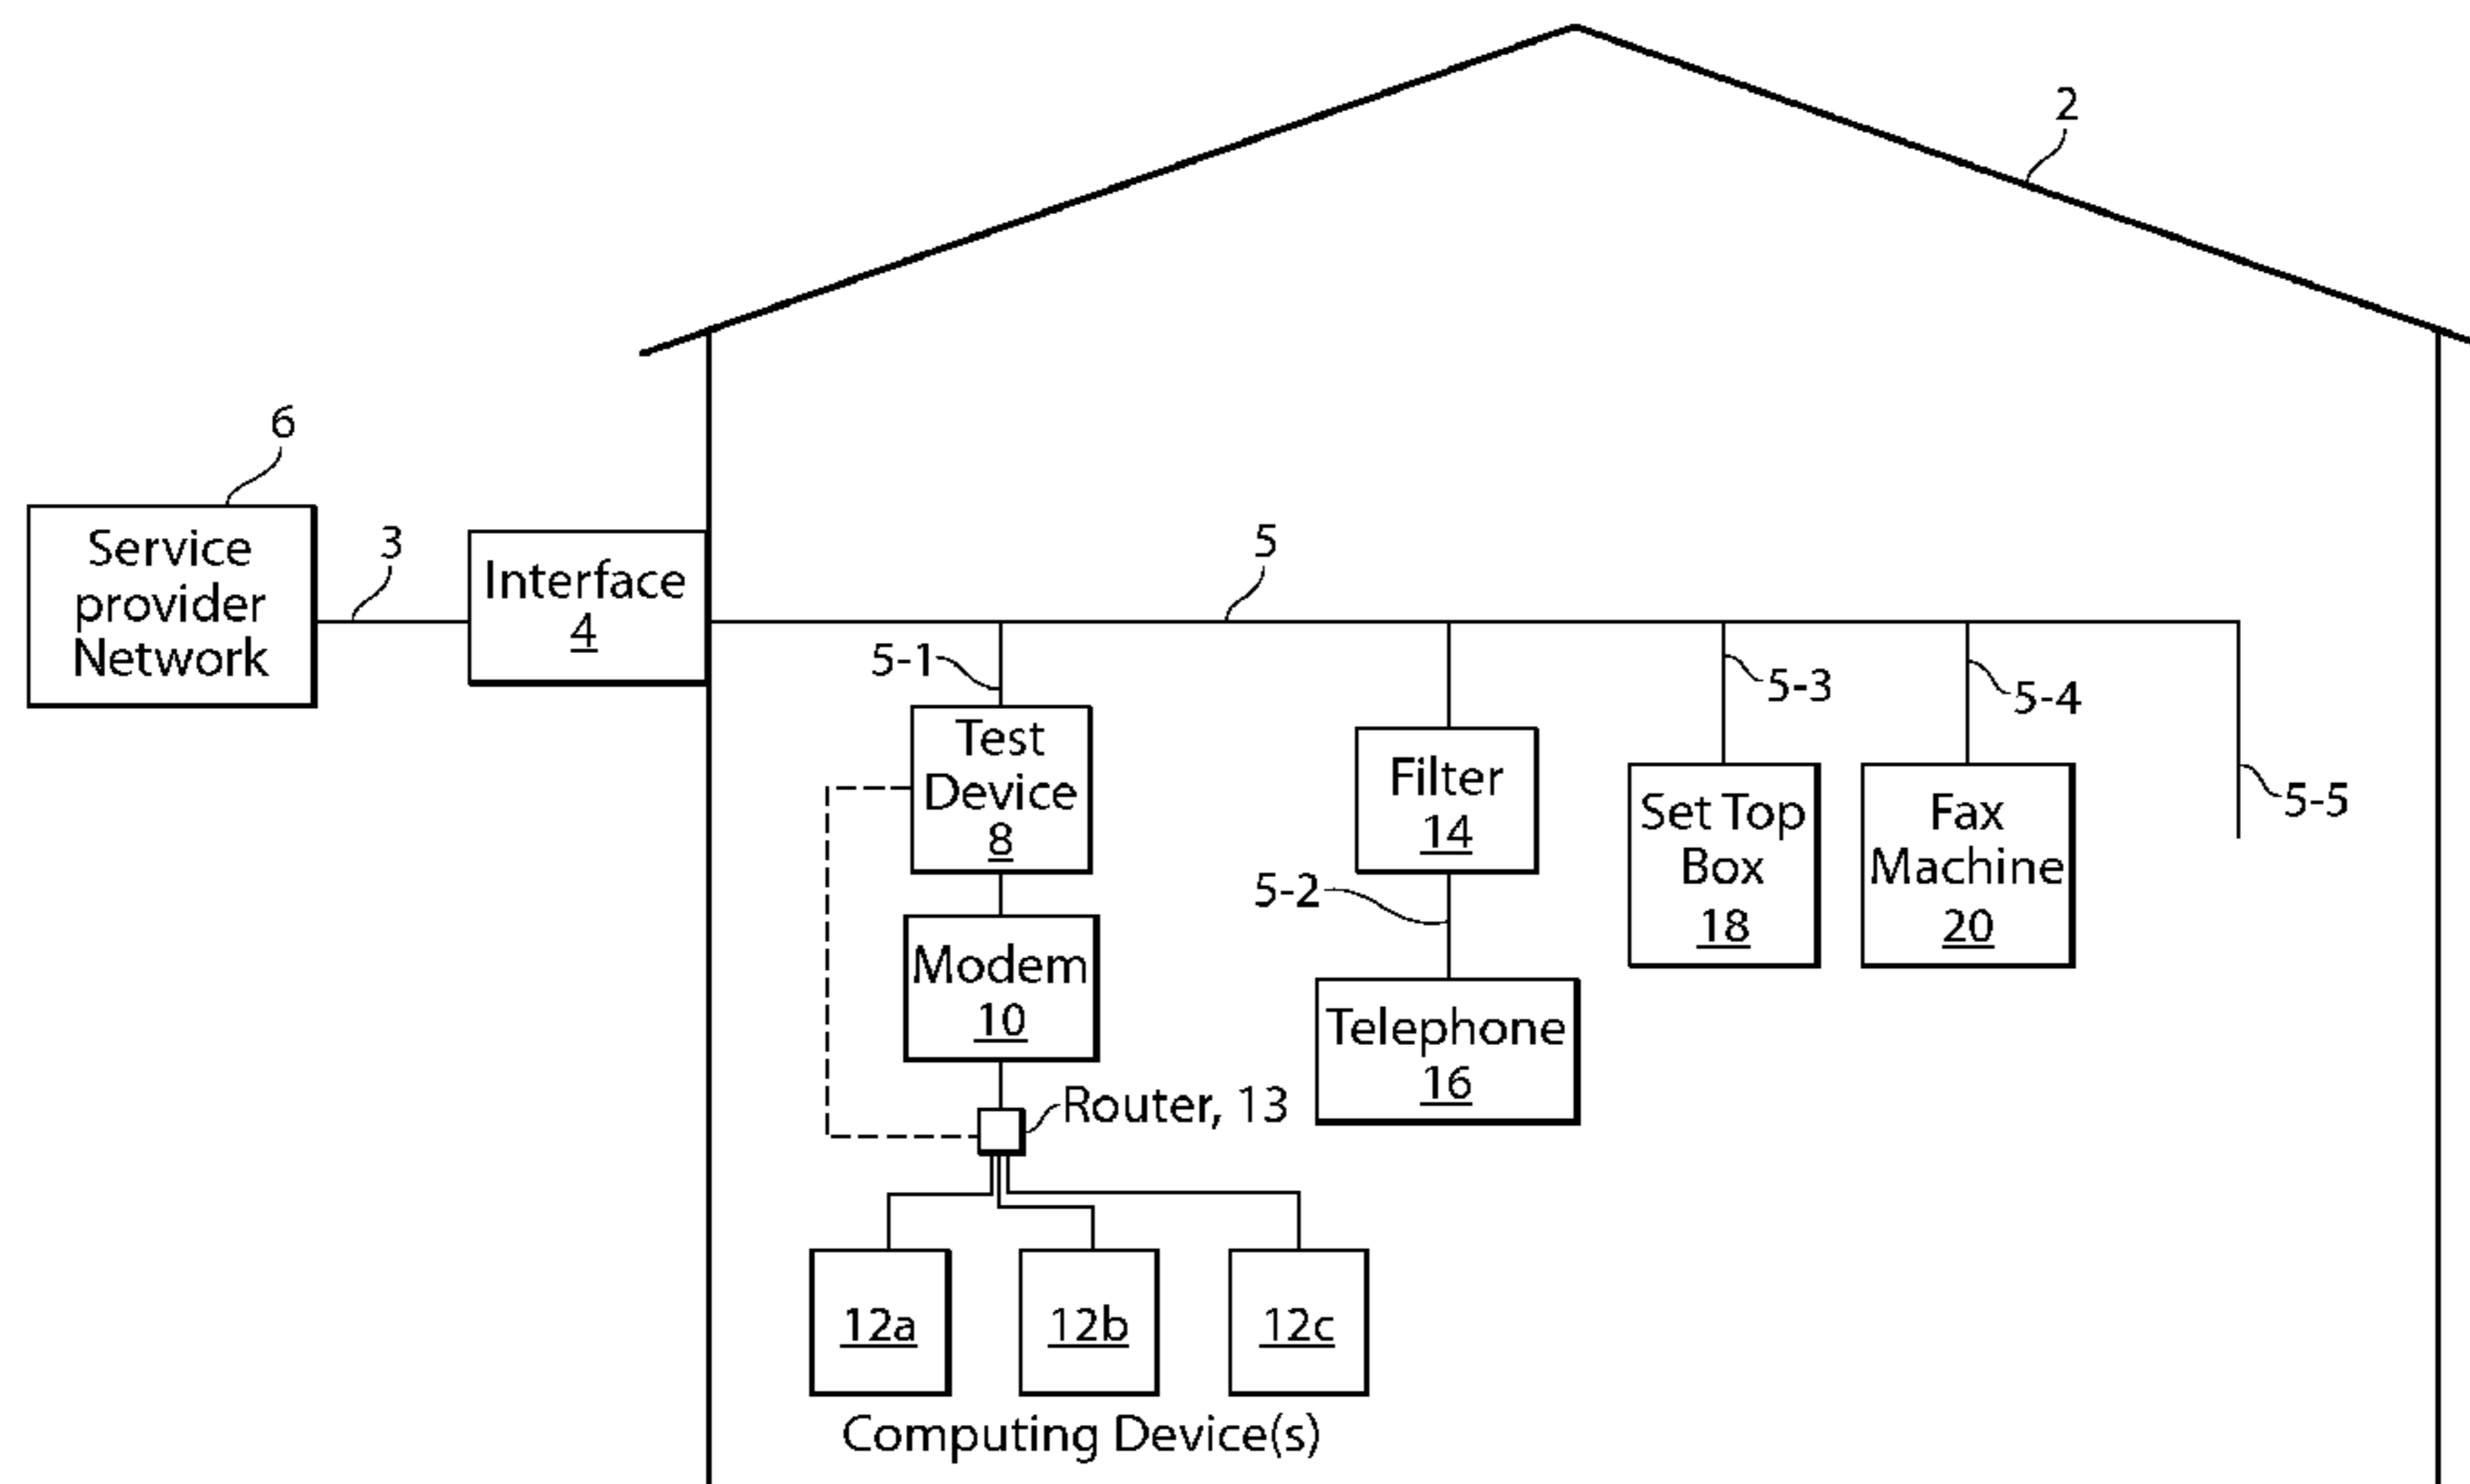 2
6
Service
provider
Network
3
Interface
4
5
5-1
Test
Device
8
Filter
14
5-3
5-4
5-5
Set Top
Box
18
Fax
Machine
20
5-2
Modem
10
Telephone
16
Router, 13
12a
12b
12c
Computing Device(s)